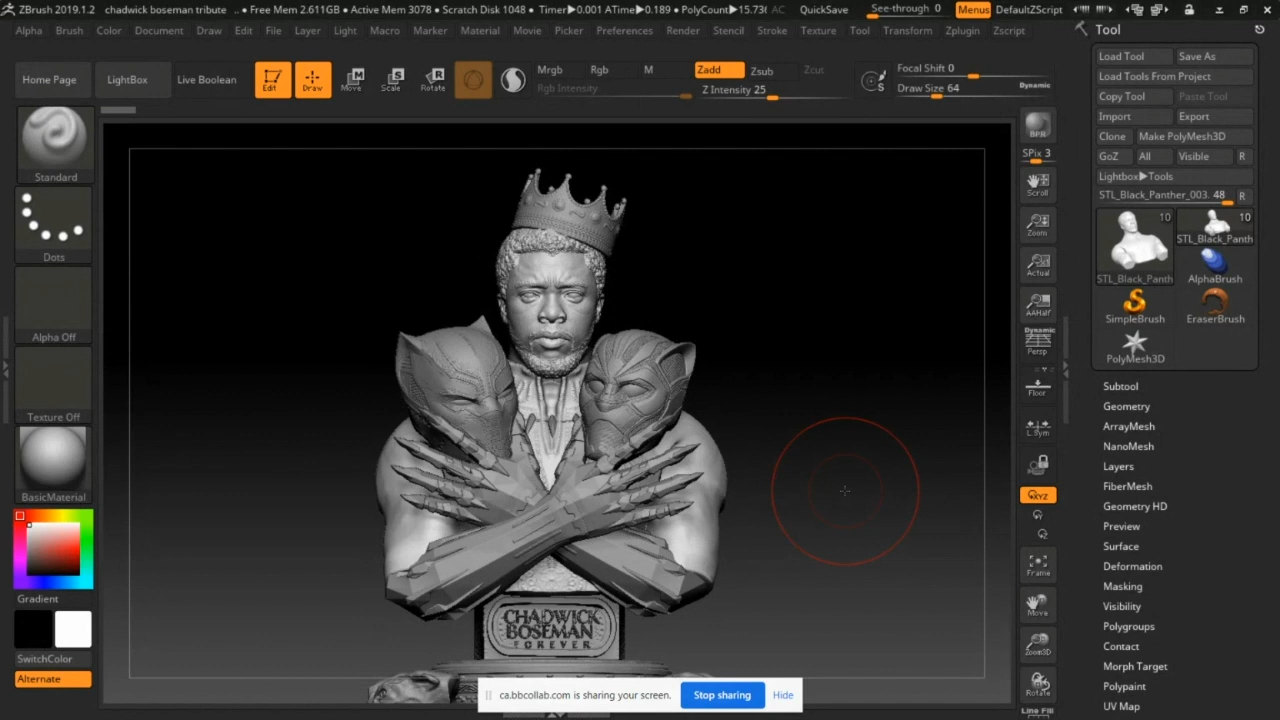 ZBrush 2019.1.2 chadwick boseman tribute .. • Free Mem 2.611GB • Active Mem 3078 • Scratch Disk 1048 • Timer▶0.001 ATime▶0.189 • PolyCount▶15.736 AC QuickSave See-through 0 Menus DefaultZScript
Alpha Brush Color Document Draw Edit File Layer Light Macro Marker Material Movie Picker Preferences Render Stencil Stroke Texture Tool Transform Zplugin Zscript
Home Page LightBox Live Boolean
Edit Draw Move Scale Rotate
Mrgb Rgb M
Rgb Intensity
Zadd Zsub Zcut
Z Intensity 25
Focal Shift 0
Draw Size 64 Dynamic
Standard
Dots
Alpha Off
Texture Off
BasicMaterial
Gradient
SwitchColor
Alternate
CHADWICK
BOSEMAN
FOREVER
ca.bbcollab.com is sharing your screen. Stop sharing Hide
BPR
SPix 3
Scroll
Zoom
Actual
AAHalf
Dynamic
Persp
Floor
L.Sym
XYZ
Y
Z
Frame
Move
Zoom3D
Rotate
Line Fill
Tool
Load Tool Save As
Load Tools From Project
Copy Tool Paste Tool
Import Export
Clone Make PolyMesh3D
GoZ All Visible R
Lightbox▶Tools
STL_Black_Panther_003. 48 R
10 10
STL_Black_Panth
STL_Black_Panth AlphaBrush
SimpleBrush EraserBrush
PolyMesh3D
Subtool
Geometry
ArrayMesh
NanoMesh
Layers
FiberMesh
Geometry HD
Preview
Surface
Deformation
Masking
Visibility
Polygroups
Contact
Morph Target
Polypaint
UV Map